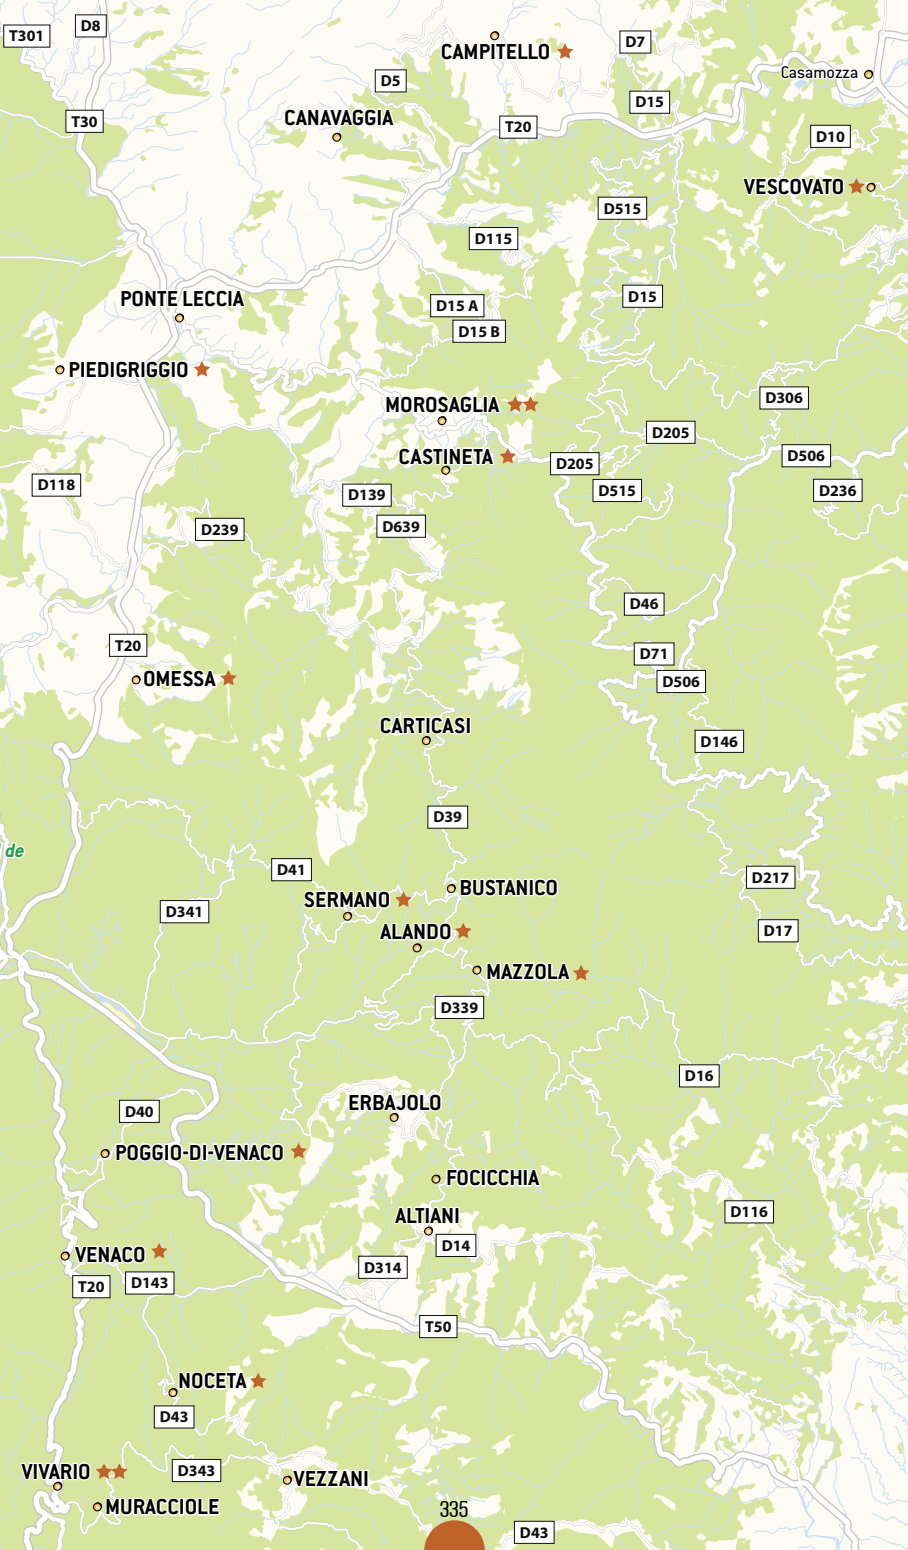 D8
T301
CAMPITELLO
D7
Casamozza
D5
D15
CANAVAGGIA
T30
T20
D10
VESCOVATO
D515
D115
PONTE LECCIA
D15
D15 A
D15 B
PIEDIGRIGGIO
D306
MOROSAGLIA
D205
CASTINETA
D506
D205
D118
D139
D515
D236
D239
D639
D46
T20
D71
OMESSA
D506
CARTICASI
D146
D39
de
D41
D217
BUSTANICO
SERMANO
D341
ALANDO
D17
MAZZOLA
D339
D16
ERBAJOLO
D40
POGGIO-DI-VENACO
FOCICCHIA
D116
ALTIANI
D14
VENACO
D314
T20
D143
T50
NOCETA
D43
VIVARIO
D343
VEZZANI
MURACCIOLE
335
D43